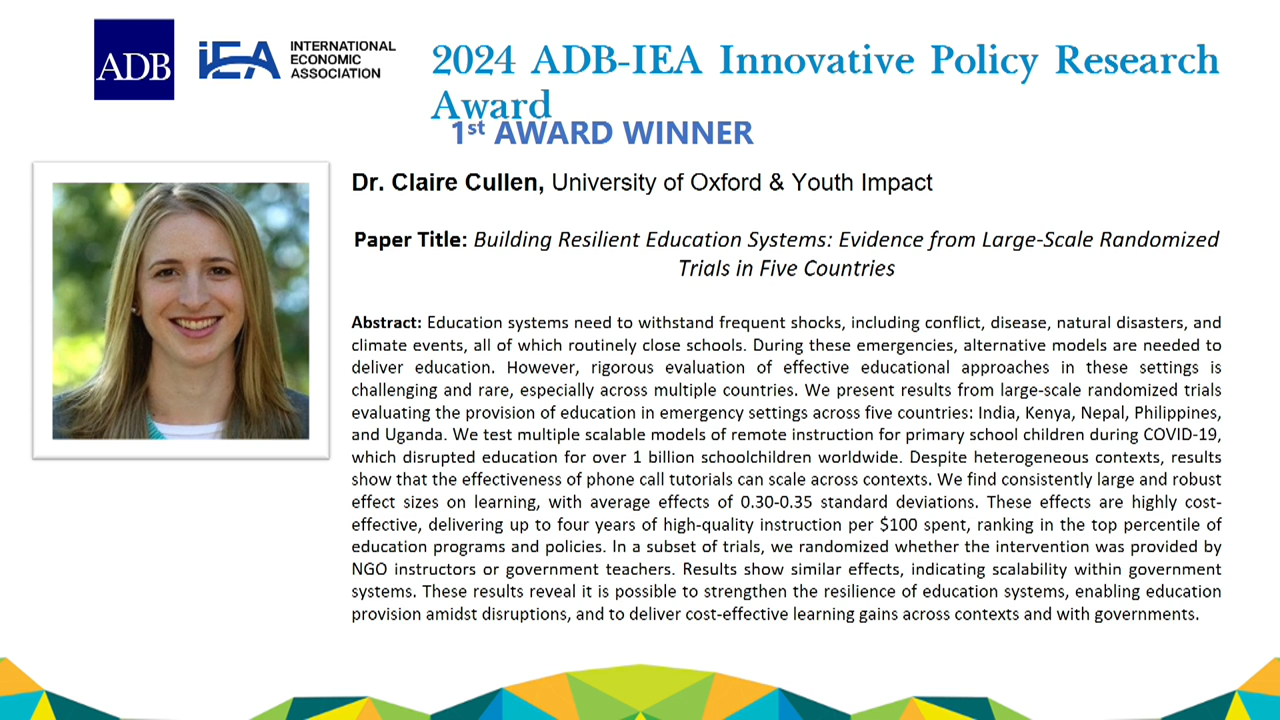 ADB
iEA
INTERNATIONAL
ECONOMIC
ASSOCIATION
2024 ADB-IEA Innovative Policy Research
Award
1st AWARD WINNER
Dr. Claire Cullen, University of Oxford & Youth Impact
Paper Title: Building Resilient Education Systems: Evidence from Large-Scale Randomized
Trials in Five Countries
Abstract: Education systems need to withstand frequent shocks, including conflict, disease, natural disasters, and
climate events, all of which routinely close schools. During these emergencies, alternative models are needed to
deliver education. However, rigorous evaluation of effective educational approaches in these settings is
challenging and rare, especially across multiple countries. We present results from large-scale randomized trials
evaluating the provision of education in emergency settings across five countries: India, Kenya, Nepal, Philippines,
and Uganda. We test multiple scalable models of remote instruction for primary school children during COVID-19,
which disrupted education for over 1 billion schoolchildren worldwide. Despite heterogeneous contexts, results
show that the effectiveness of phone call tutorials can scale across contexts. We find consistently large and robust
effect sizes on learning, with average effects of 0.30-0.35 standard deviations. These effects are highly cost-
effective, delivering up to four years of high-quality instruction per $100 spent, ranking in the top percentile of
education programs and policies. In a subset of trials, we randomized whether the intervention was provided by
NGO instructors or government teachers. Results show similar effects, indicating scalability within government
systems. These results reveal it is possible to strengthen the resilience of education systems, enabling education
provision amidst disruptions, and to deliver cost-effective learning gains across contexts and with governments.